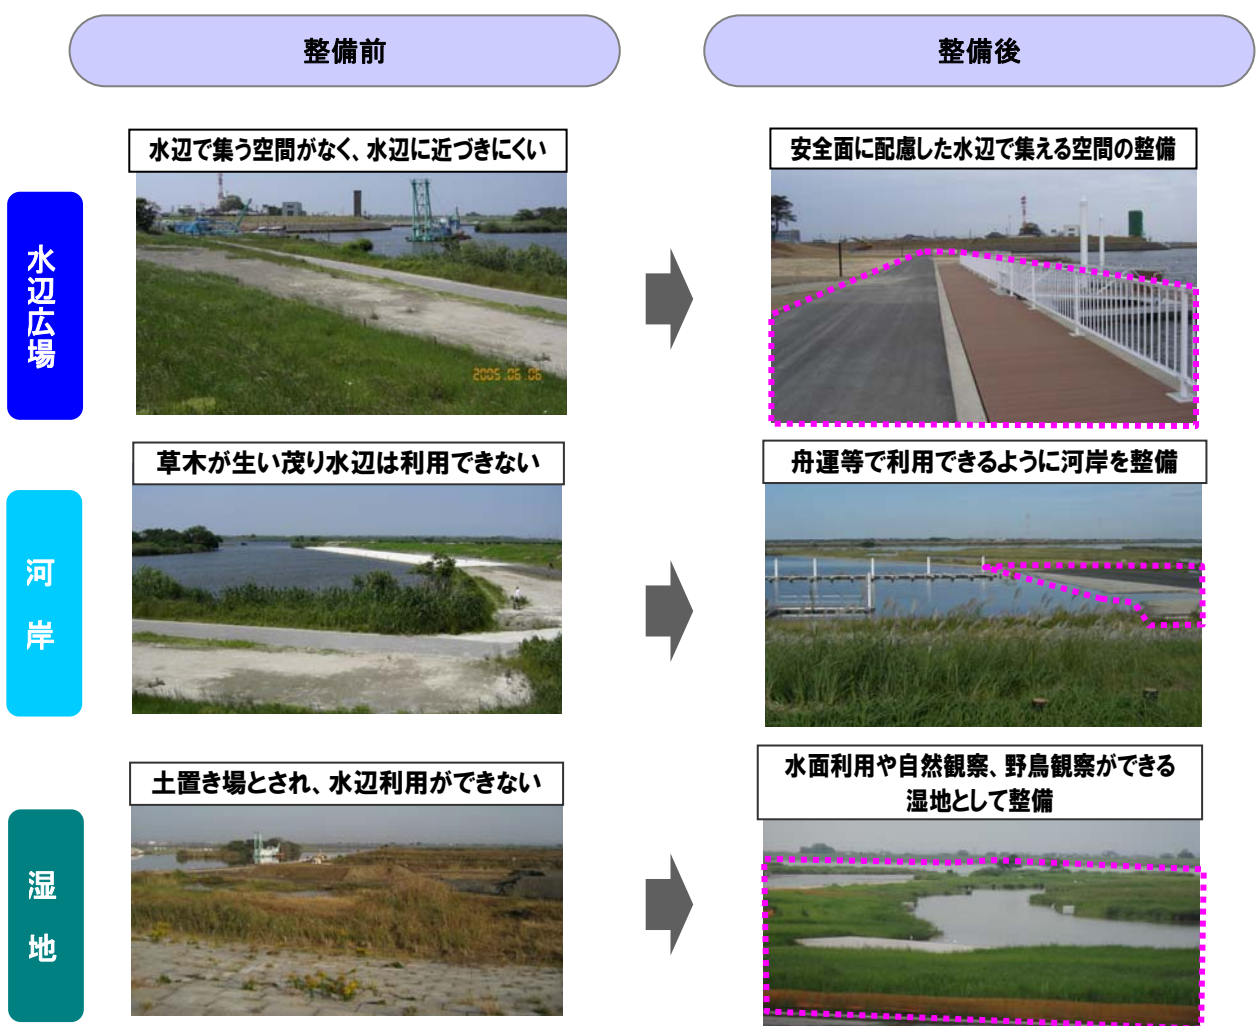 整備前
整備後
水辺で集う空間がなく、水辺に近づきにくい
安全面に配慮した水辺で集える空間の整備
水辺広場
2005.06.06
草木が生い茂り水辺は利用できない
舟運等で利用できるように河岸を整備
河岸
土置き場とされ、水辺利用ができない
水面利用や自然観察、野鳥観察ができる
湿地として整備
湿地